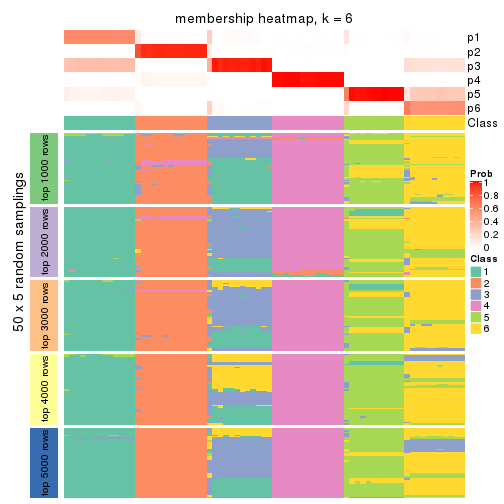 membership heatmap, k = 6
p1
p2
p3
p4
p5
p6
Class
50 x 5 random samplings
top 1000 rows
top 2000 rows
top 3000 rows
top 4000 rows
top 5000 rows
Prob
1
0.8
0.6
0.4
0.2
0
Class
1
2
3
4
5
6